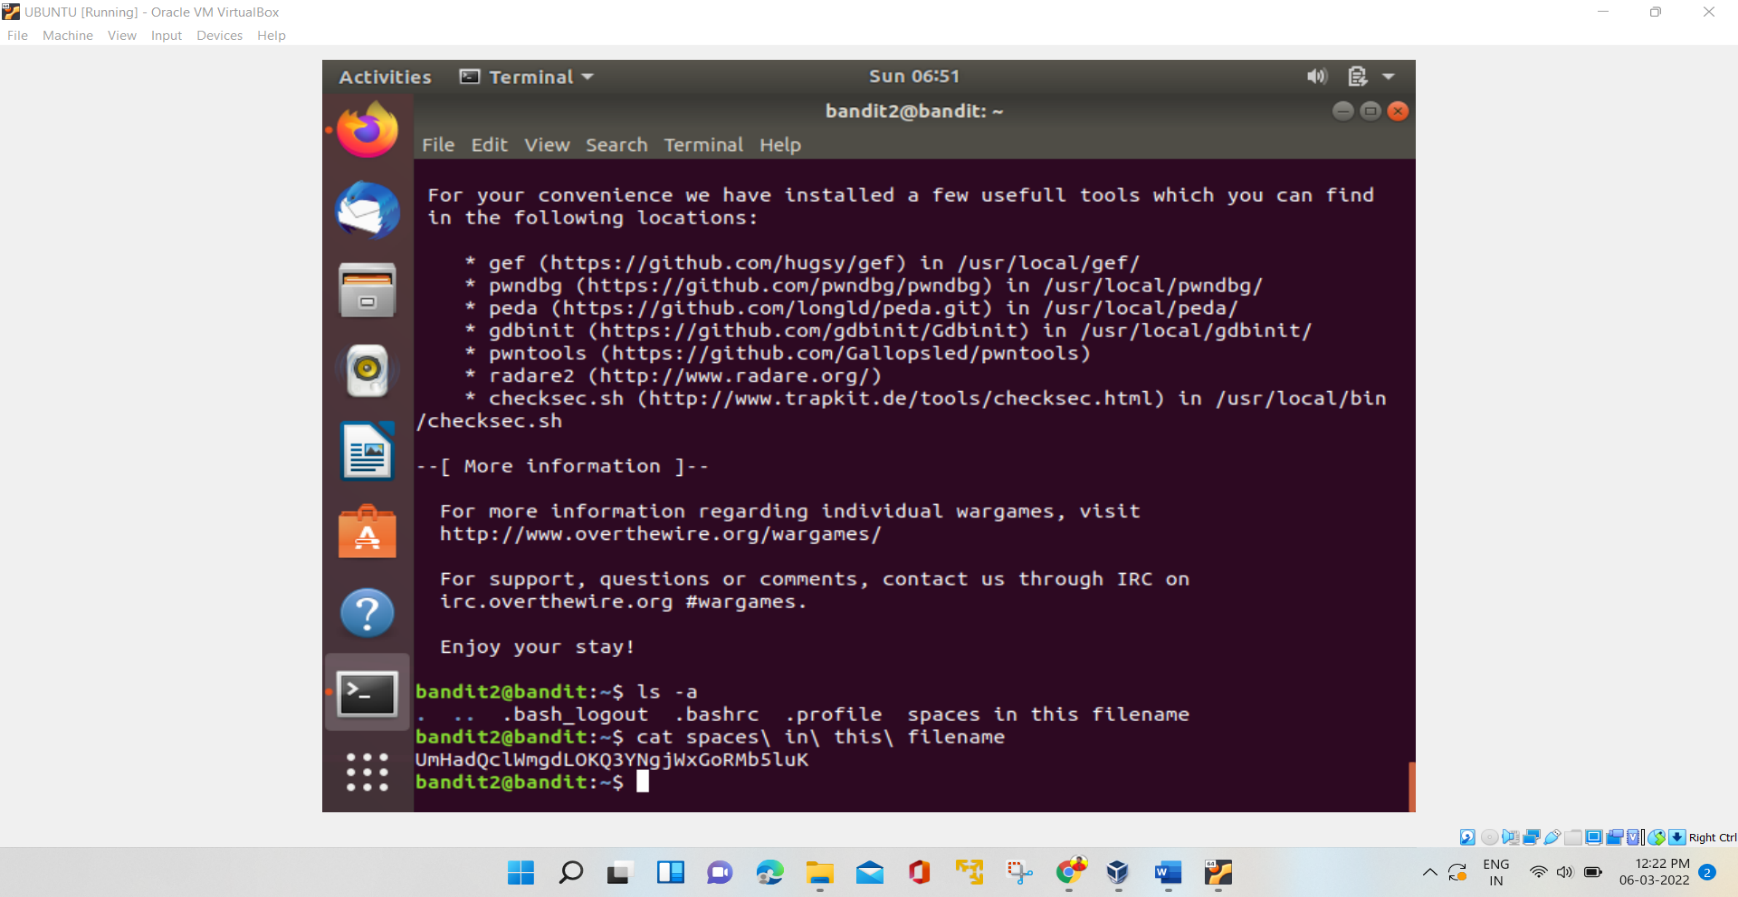 UBUNTU [Running] - Oracle VM VirtualBox
File Machine View Input Devices Help
Activities Terminal Sun 06:51
bandit2@bandit: ~
File Edit View Search Terminal Help
For your convenience we have installed a few usefull tools which you can find
in the following locations:
* gef (https://github.com/hugsy/gef) in /usr/local/gef/
* pwndbg (https://github.com/pwndbg/pwndbg) in /usr/local/pwndbg/
* peda (https://github.com/longld/peda.git) in /usr/local/peda/
* gdbinit (https://github.com/gdbinit/Gdbinit) in /usr/local/gdbinit/
* pwntools (https://github.com/Gallopsled/pwntools)
* radare2 (http://www.radare.org/)
* checksec.sh (http://www.trapkit.de/tools/checksec.html) in /usr/local/bin
/checksec.sh
--[ More information ]--
For more information regarding individual wargames, visit
http://www.overthewire.org/wargames/
For support, questions or comments, contact us through IRC on
irc.overthewire.org #wargames.
Enjoy your stay!
bandit2@bandit:~$ ls -a
. .. .bash_logout .bashrc .profile spaces in this filename
bandit2@bandit:~$ cat spaces\ in\ this\ filename
UmHadQclWmgdLOKQ3YNgjWxGoRMb5luK
bandit2@bandit:~$
Right Ctrl
ENG
IN
12:22 PM
06-03-2022
2